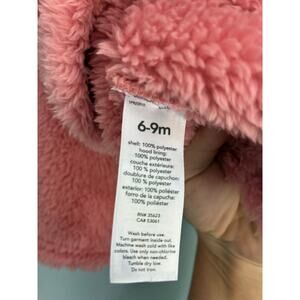 6-9m
shell: 100% polyester
hood lining:
100% polyester
couche extérieure:
100 % polyester
doublure de capuchon:
100 % polyester
exterior: 100% poliéster
forro de la capucha:
100% poliéster
RN# 35623
CA# 53061
Wash before use.
Turn garment inside out.
Machine wash cold with like
colors. Use only non-chlorine
bleach when needed.
Tumble dry low.
Do not iron.